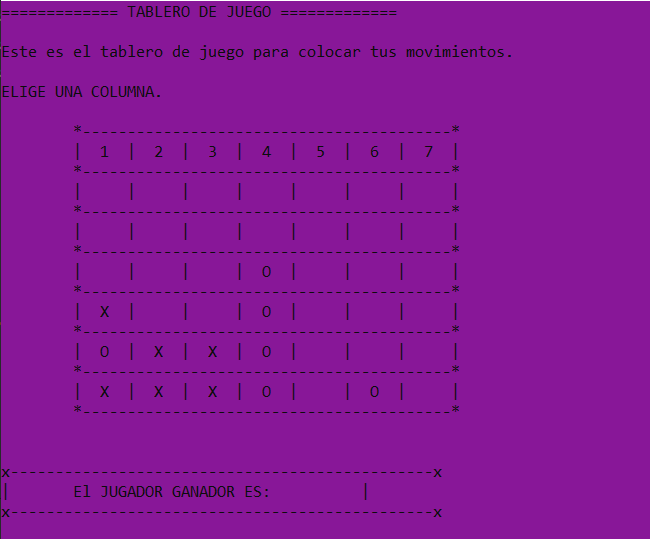 ============= TABLERO DE JUEGO =============
Este es el tablero de juego para colocar tus movimientos.
ELIGE UNA COLUMNA.
*-----------------------------------------*
|  1  |  2  |  3  |  4  |  5  |  6  |  7  |
*-----------------------------------------*
|     |     |     |     |     |     |     |
*-----------------------------------------*
|     |     |     |     |     |     |     |
*-----------------------------------------*
|     |     |     |  O  |     |     |     |
*-----------------------------------------*
|  X  |     |     |  O  |     |     |     |
*-----------------------------------------*
|  O  |  X  |  X  |  O  |     |     |     |
*-----------------------------------------*
|  X  |  X  |  X  |  O  |     |  O  |     |
*-----------------------------------------*
x-----------------------------------------------x
|       El JUGADOR GANADOR ES:          |
x-----------------------------------------------x